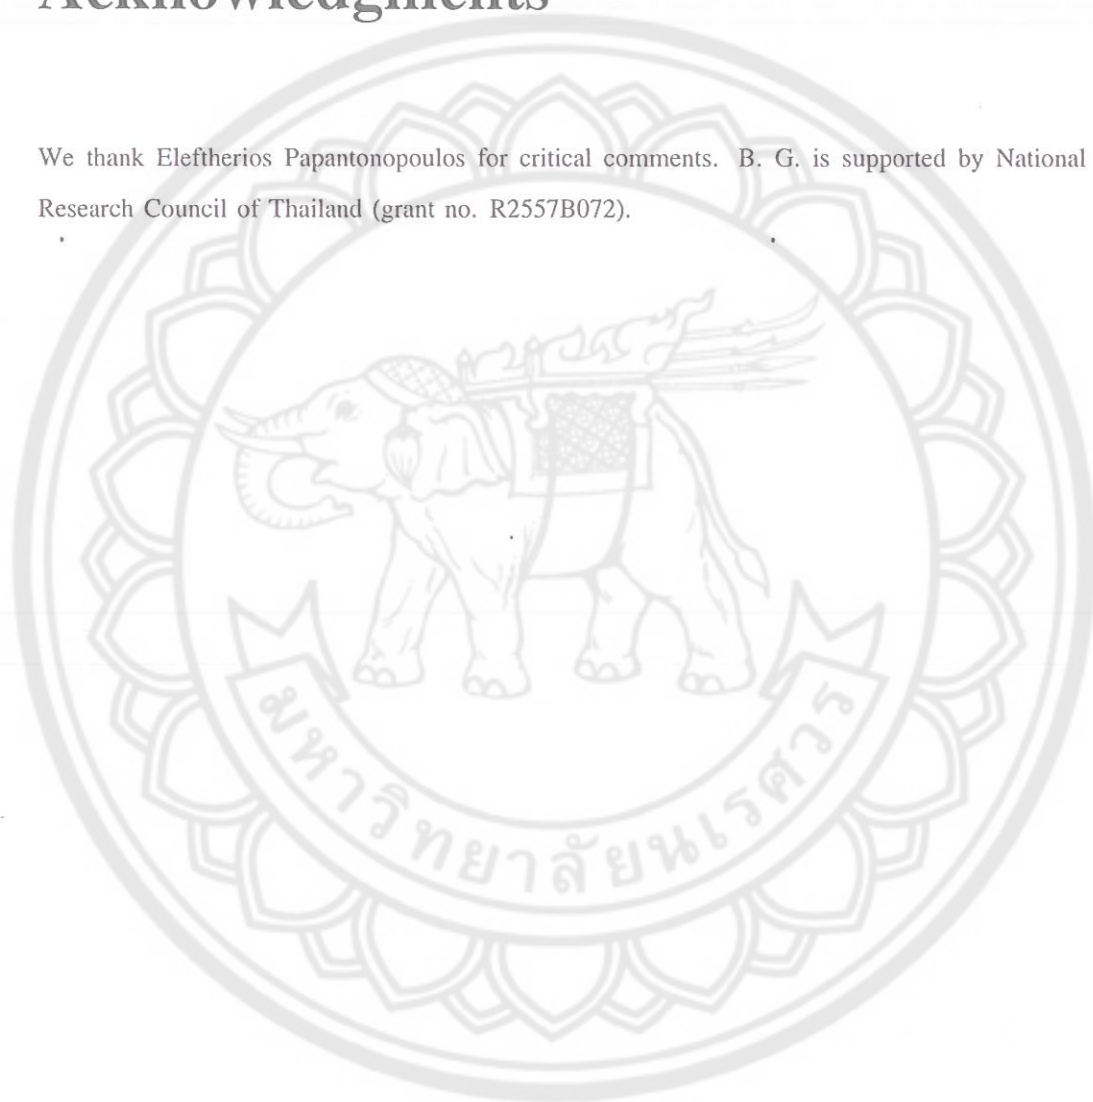 Acknowledgments
We thank Eleftherios Papantonopoulos for critical comments. B. G. is supported by National
Research Council of Thailand (grant no. R2557B072).
มหาวิทยาลัยนเรศวร